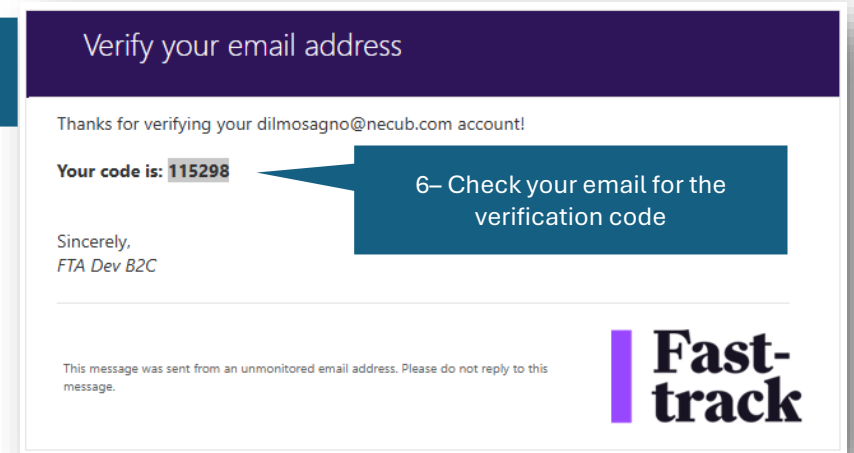 Verify your email address
Thanks for verifying your dilmosagno@necub.com account!
Your code is: 115298
6– Check your email for the
verification code
Sincerely,
FTA Dev B2C
This message was sent from an unmonitored email address. Please do not reply to this
message.
Fast-
track